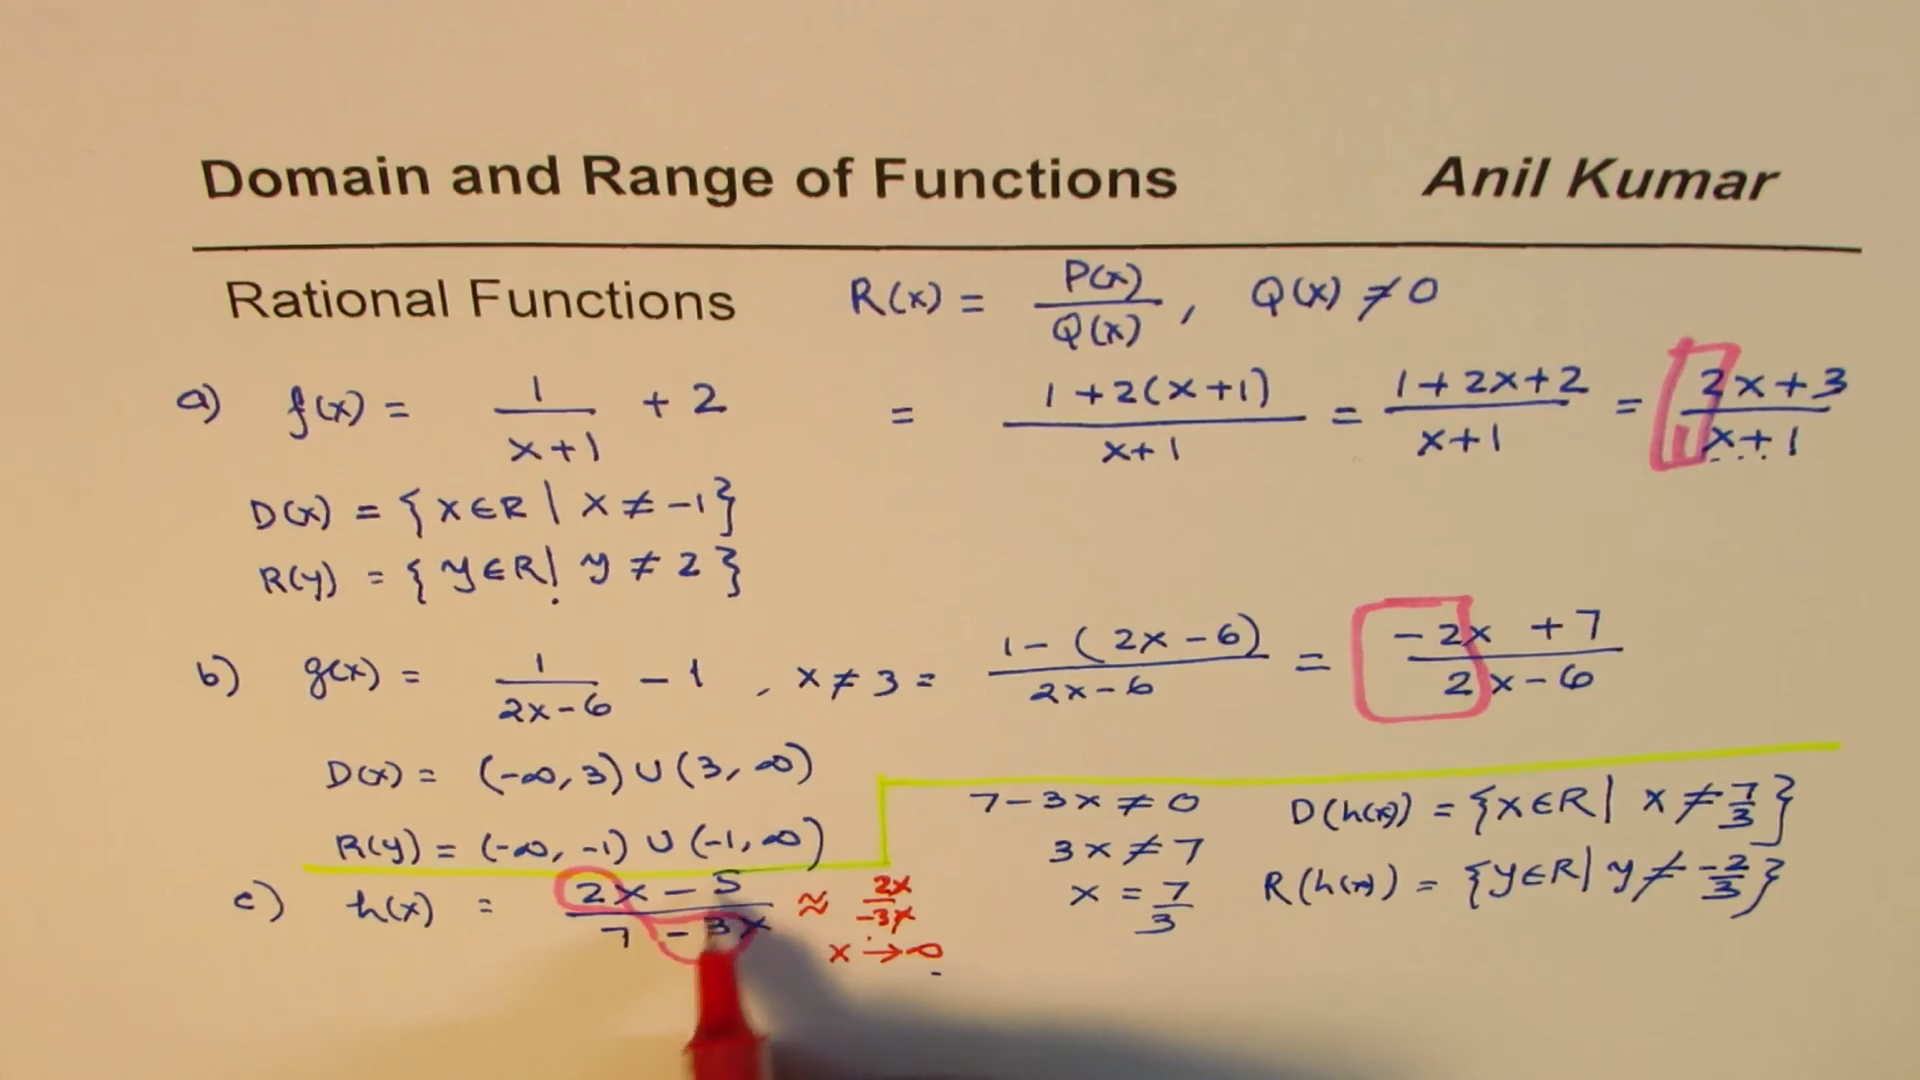 Domain and Range of Functions Anil Kumar
Rational Functions R(x) = P(x)/Q(x), Q(x) ≠ 0
a) f(x) = 1/(x+1) + 2 = (1+2(x+1))/(x+1) = (1+2x+2)/(x+1) = (2x+3)/(x+1)
D(x) = {x∈R | x ≠ -1}
R(y) = {y∈R | y ≠ 2}
b) g(x) = 1/(2x-6) - 1, x ≠ 3 = (1-(2x-6))/(2x-6) = (-2x+7)/(2x-6)
D(x) = (-∞, 3) ∪ (3, ∞)
R(y) = (-∞, -1) ∪ (-1, ∞)
c) h(x) = (2x-5)/(7-3x) ≈ 2x/-3x
x → ∞
7-3x ≠ 0
3x ≠ 7
x = 7/3
D(h(x)) = {x∈R | x ≠ 7/3}
R(h(x)) = {y∈R | y ≠ -2/3}